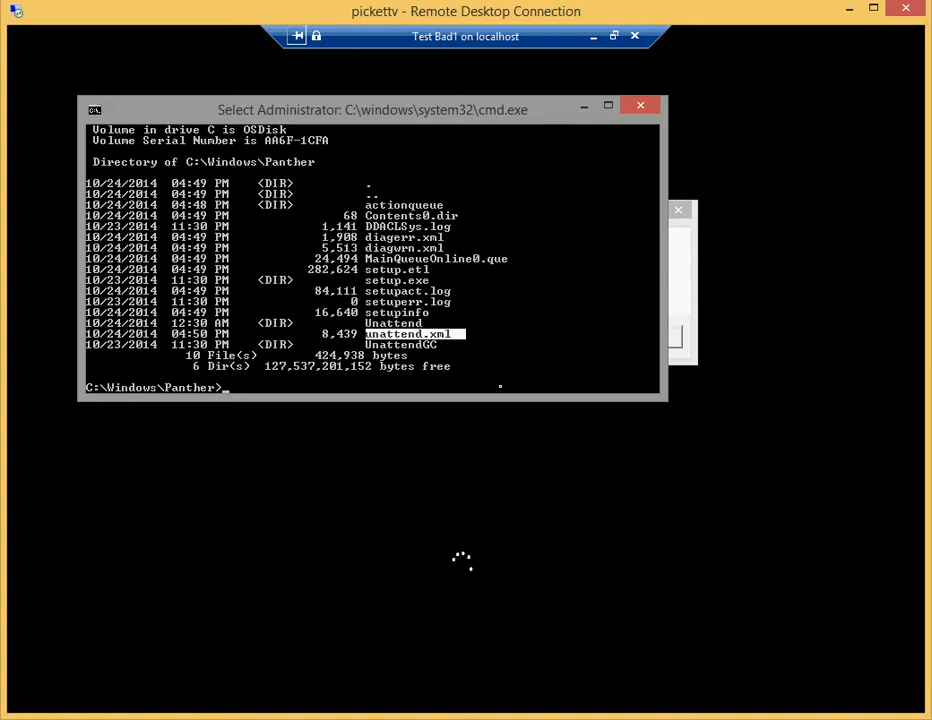 pickettv - Remote Desktop Connection
Test Bad1 on localhost
Select Administrator: C:\windows\system32\cmd.exe
Volume in drive C is OSDisk
Volume Serial Number is AA6F-1CFA
Directory of C:\Windows\Panther
10/24/2014 04:49 PM <DIR> .
10/24/2014 04:49 PM <DIR> ..
10/24/2014 04:48 PM <DIR> actionqueue
10/24/2014 04:49 PM 68 Contents0.dir
10/23/2014 11:30 PM 1,141 DDACLSys.log
10/24/2014 04:49 PM 1,908 diagerr.xml
10/24/2014 04:49 PM 5,513 diagwrn.xml
10/24/2014 04:49 PM 24,494 MainQueueOnline0.que
10/24/2014 04:49 PM 282,624 setup.etl
10/23/2014 11:30 PM <DIR> setup.exe
10/24/2014 04:49 PM 84,111 setupact.log
10/23/2014 11:30 PM 0 setuperr.log
10/24/2014 04:49 PM 16,640 setupinfo
10/24/2014 12:30 AM <DIR> Unattend
10/24/2014 04:50 PM 8,439 unattend.xml
10/23/2014 11:30 PM <DIR> UnattendGC
10 File(s) 424,938 bytes
6 Dir(s) 127,537,201,152 bytes free
C:\Windows\Panther>_